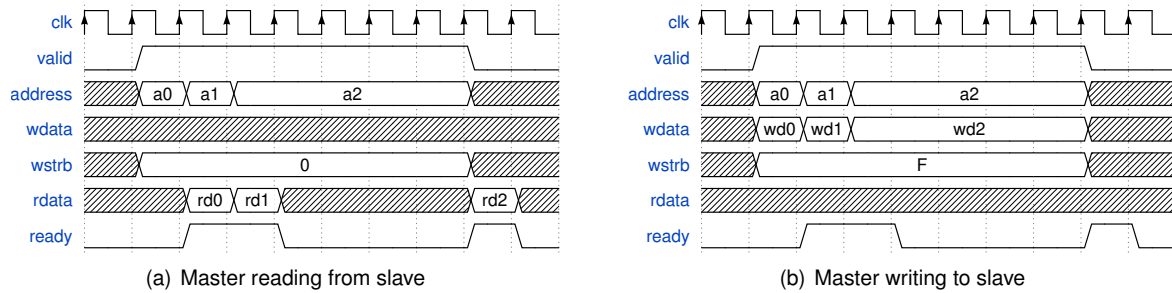 clk
valid
address a0 a1 a2
wdata
wstrb 0
rdata rd0 rd1 rd2
ready
(a) Master reading from slave
clk
valid
address a0 a1 a2
wdata wd0 wd1 wd2
wstrb F
rdata
ready
(b) Master writing to slave